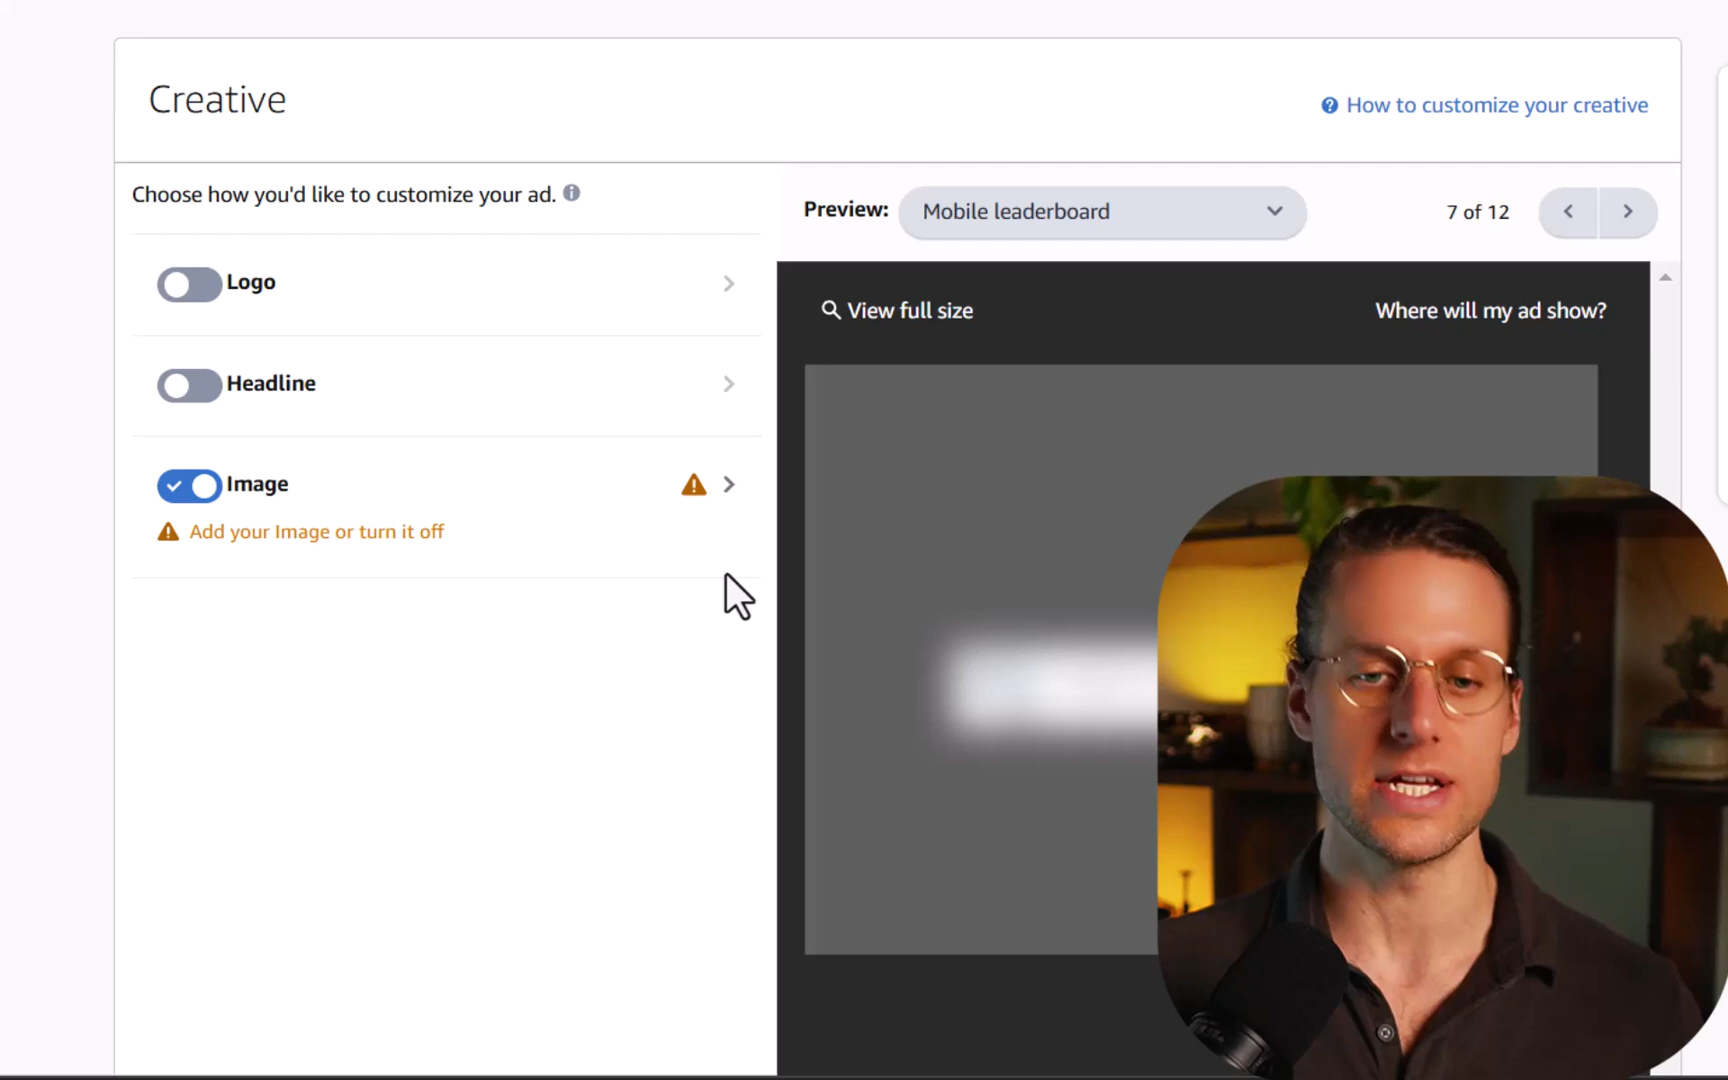 Creative
How to customize your creative
Choose how you'd like to customize your ad.
Preview:
Mobile leaderboard
7 of 12
Logo
Headline
Image
Add your Image or turn it off
View full size
Where will my ad show?